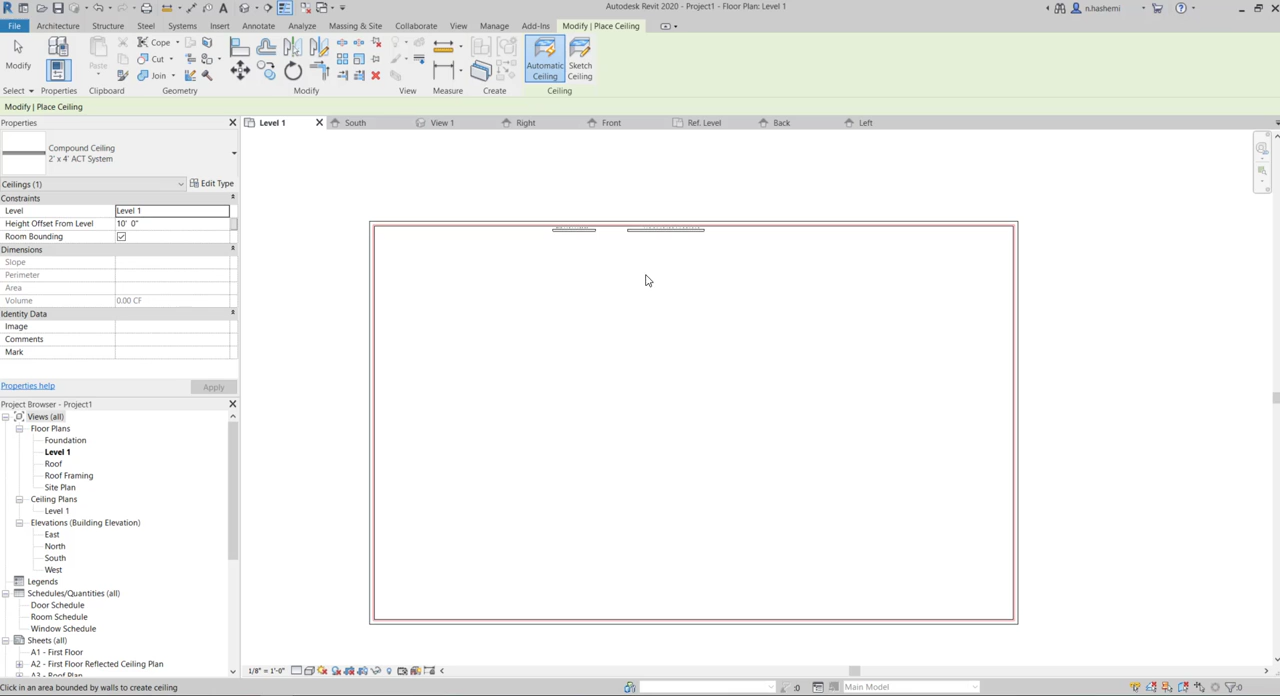 Autodesk Revit 2020 - Project1 - Floor Plan: Level 1
n.hashemi
File Architecture Structure Steel Systems Insert Annotate Analyze Massing & Site Collaborate View Manage Add-Ins Modify | Place Ceiling
Modify
Paste
Cope
Cut
Join
Automatic Ceiling
Sketch Ceiling
Select Properties Clipboard Geometry Modify View Measure Create Ceiling
Modify | Place Ceiling
Properties
Level 1 South View 1 Right Front Ref. Level Back Left
Compound Ceiling
2' x 4' ACT System
Ceilings (1) Edit Type
Constraints
Level Level 1
Height Offset From Level 10' 0"
Room Bounding
Dimensions
Slope
Perimeter
Area
Volume 0.00 CF
Identity Data
Image
Comments
Mark
Properties help Apply
Project Browser - Project1
Views (all)
Floor Plans
Foundation
Level 1
Roof
Roof Framing
Site Plan
Ceiling Plans
Level 1
Elevations (Building Elevation)
East
North
South
West
Legends
Schedules/Quantities (all)
Door Schedule
Room Schedule
Window Schedule
Sheets (all)
A1 - First Floor
A2 - First Floor Reflected Ceiling Plan
A3 - Roof Plan
1/8" = 1'-0"
Click in an area bounded by walls to create ceiling
:0
Main Model
:0